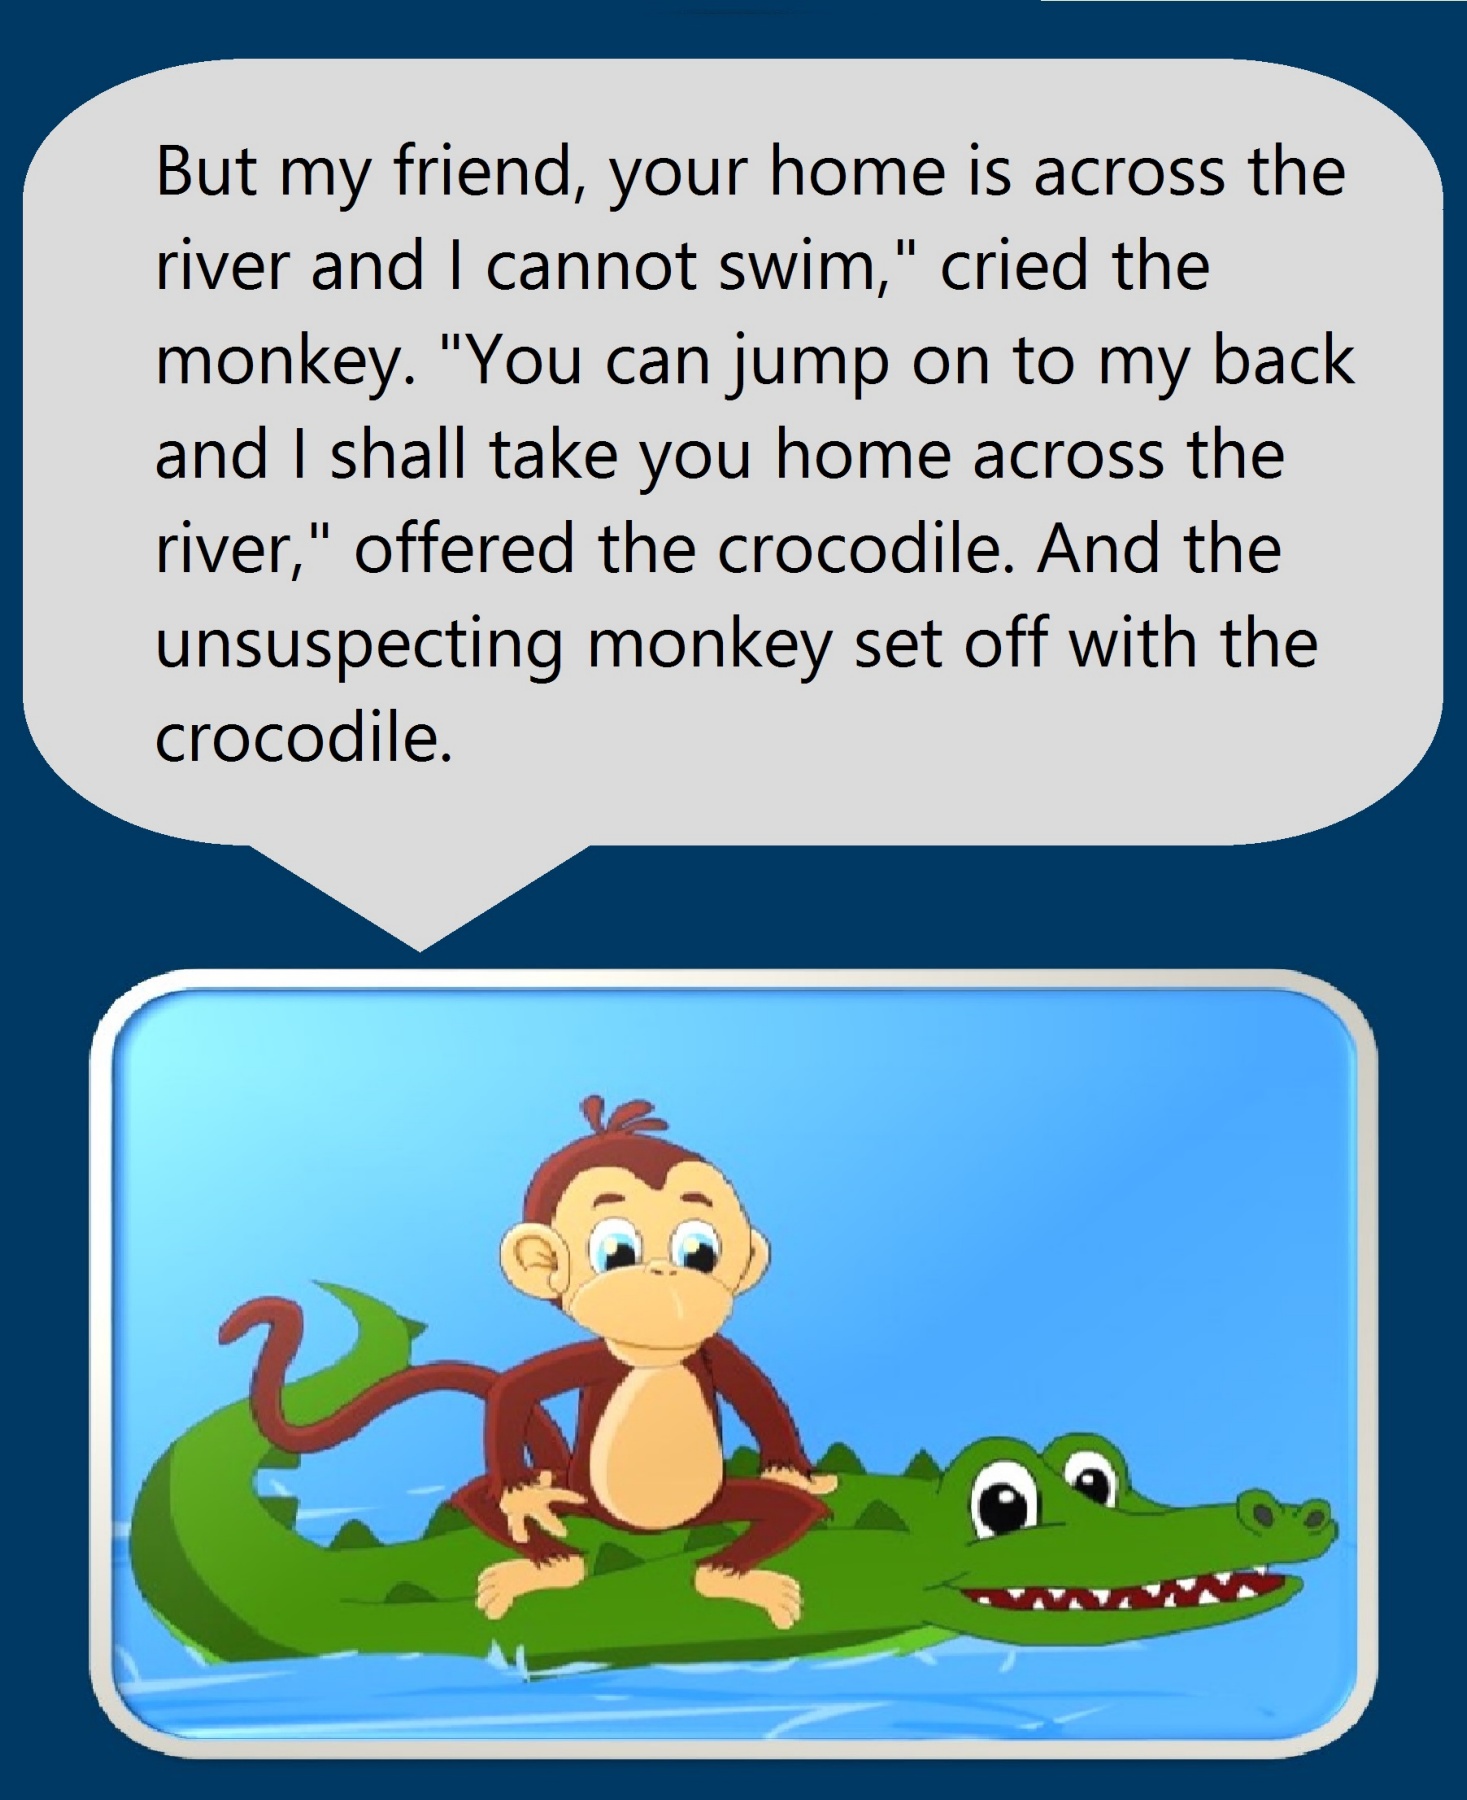 But my friend, your home is across the
river and I cannot swim," cried the
monkey. "You can jump on to my back
and I shall take you home across the
river," offered the crocodile. And the
unsuspecting monkey set off with the
crocodile.